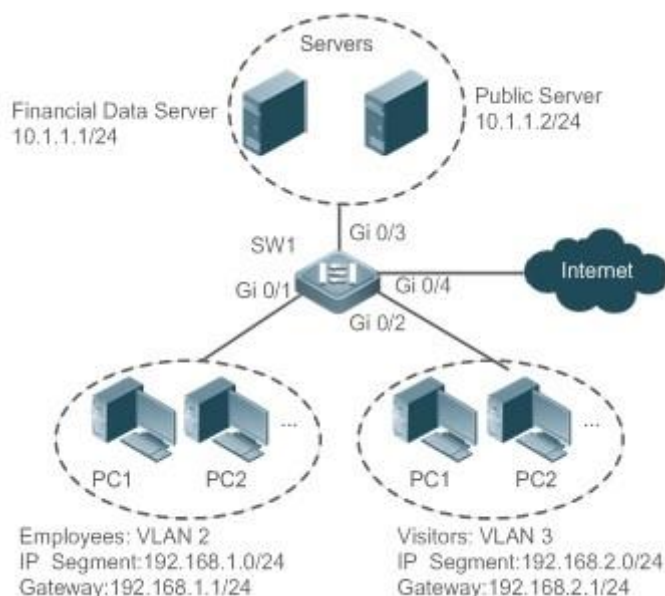 Servers
Financial Data Server
10.1.1.1/24
Public Server
10.1.1.2/24
Gi 0/3
SW1
Internet
Gi 0/1
Gi 0/4
Gi 0/2
...
...
PC1
PC2
PC1
PC2
Employees: VLAN 2
IP Segment:192.168.1.0/24
Gateway:192.168.1.1/24
Visitors: VLAN 3
IP Segment:192.168.2.0/24
Gateway:192.168.2.1/24